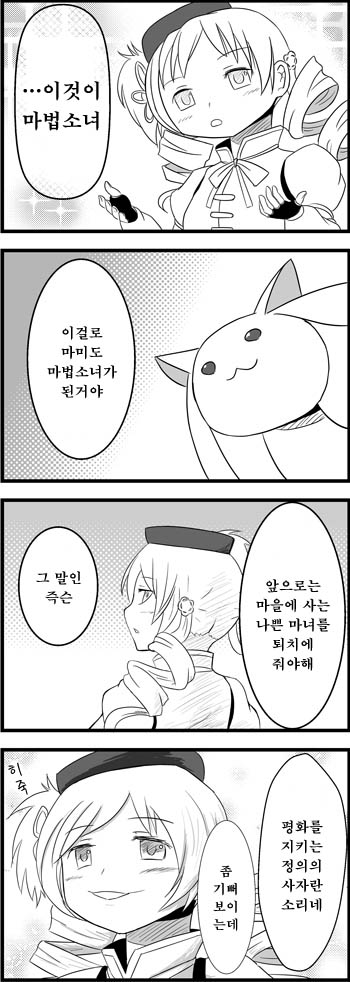 …이것이
마법소녀
이걸로
마미도
마법소녀가
된거야
앞으로는
마을에 사는
나쁜 마녀를
퇴치에
줘야해
그 말인
즉슨
평화를
지키는
정의의
사자란
소리네
좀
기뻐
보이
는데
히
죽